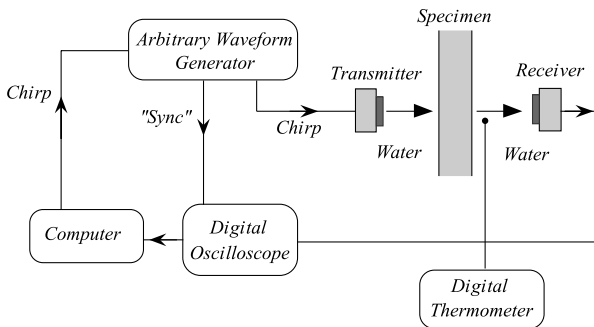 Specimen
Arbitrary Waveform
Generator
Transmitter
Receiver
Chirp
"Sync"
Chirp
Water
Water
Computer
Digital
Oscilloscope
Digital
Thermometer